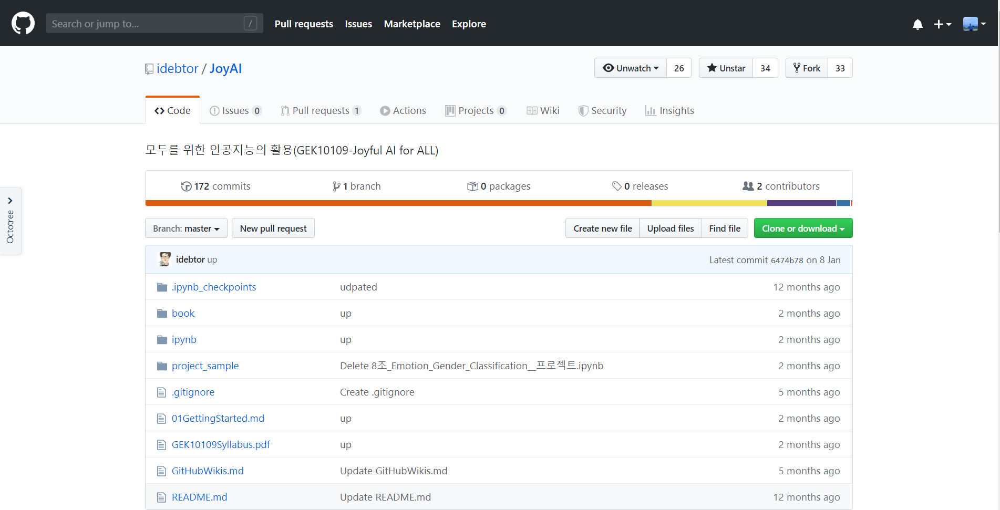 Search or jump to... /
Pull requests Issues Marketplace Explore
idebtor / JoyAI
Unwatch 26 Unstar 34 Fork 33
Code Issues 0 Pull requests 1 Actions Projects 0 Wiki Security Insights
모두를 위한 인공지능의 활용(GEK10109-Joyful AI for ALL)
172 commits 1 branch 0 packages 0 releases 2 contributors
Octotree
Branch: master New pull request Create new file Upload files Find file Clone or download
idebtor up Latest commit 6474b78 on 8 Jan
.ipynb_checkpoints udpated 12 months ago
book up 2 months ago
ipynb up 2 months ago
project_sample Delete 8조_Emotion_Gender_Classification__프로젝트.ipynb 2 months ago
.gitignore Create .gitignore 5 months ago
01GettingStarted.md up 2 months ago
GEK10109Syllabus.pdf up 2 months ago
GitHubWikis.md Update GitHubWikis.md 5 months ago
README.md Update README.md 12 months ago